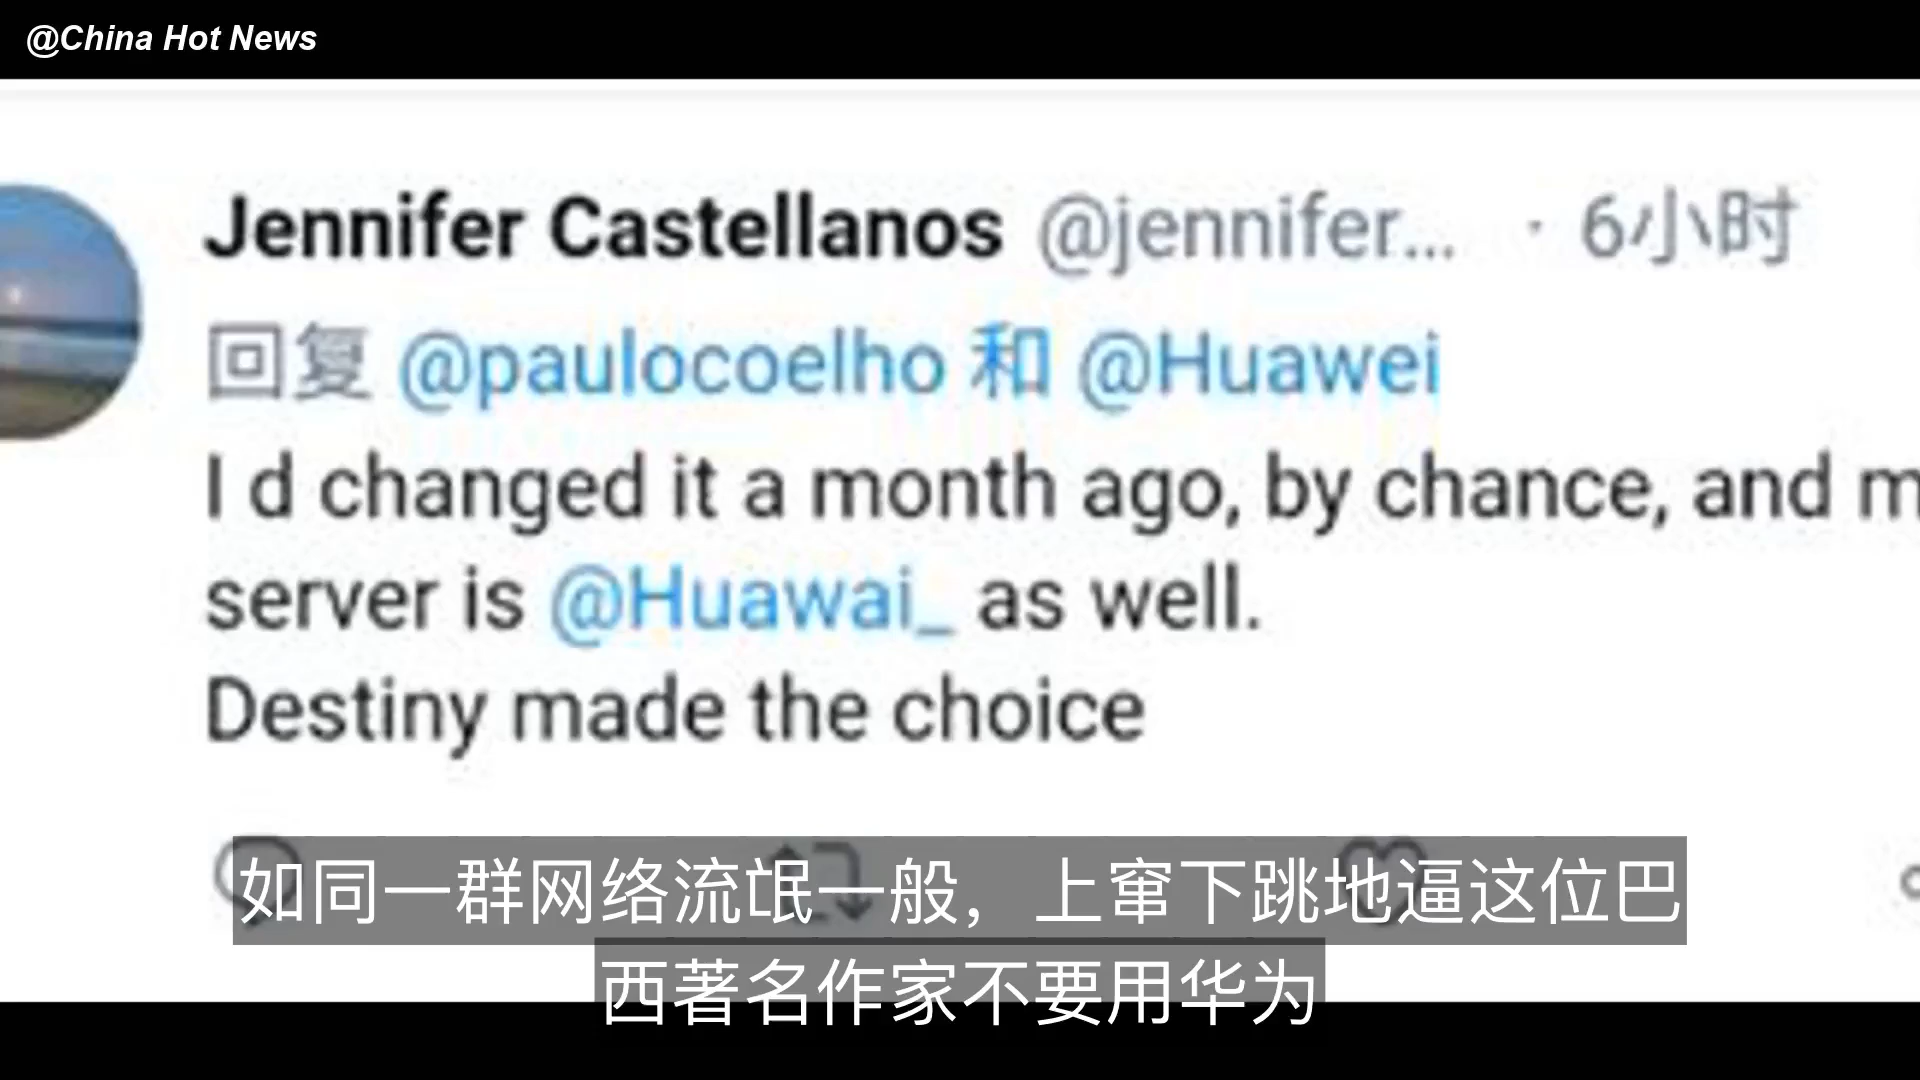 @China Hot News
Jennifer Castellanos @jennifer... · 6小时
回复 @paulocoelho 和 @Huawei
I d changed it a month ago, by chance, and
server is @Huawai_ as well.
Destiny made the choice
如同一群网络流氓一般，上窜下跳地逼这位巴
西著名作家不要用华为